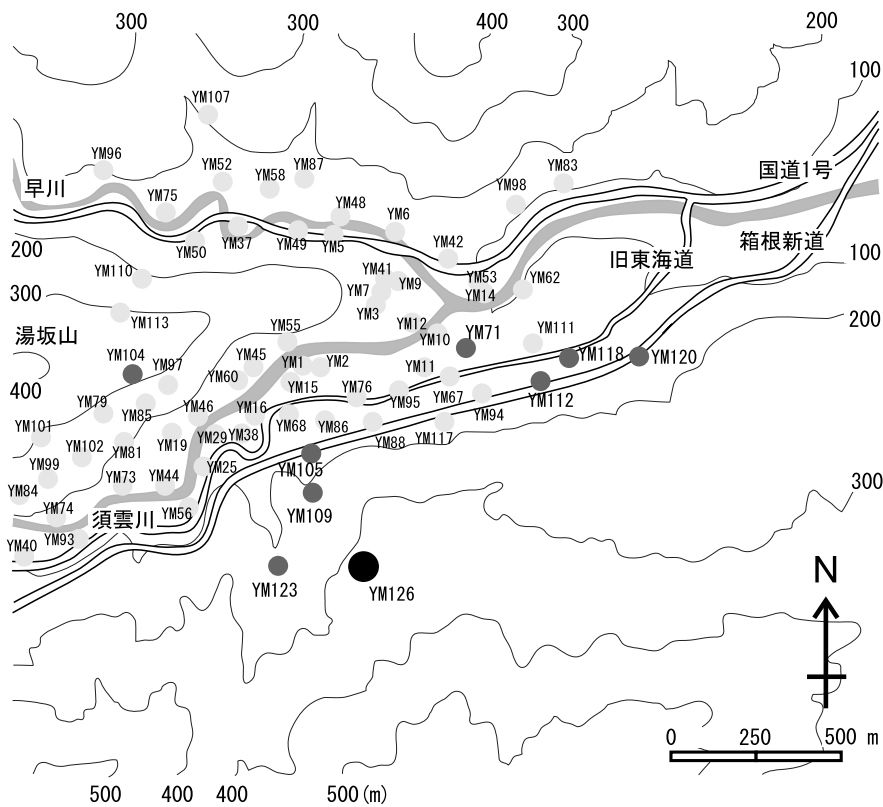 300
300
400
300
200
100
YM107
YM96
YM52
YM58
YM87
YM83
国道1号
早川
YM75
YM48
YM98
YM6
箱根新道
YM37
YM49
YM5
YM50
YM42
旧東海道
100
200
YM110
YM41
YM53
YM7
YM9
YM62
YM14
300
YM3
YM113
YM12
200
湯坂山
YM55
YM10
YM71
YM111
YM104
YM97
YM45
YM1
YM2
YM118
YM120
YM60
YM15
YM76
YM11
400
YM79
YM85
YM46
YM16
YM95
YM67
YM112
YM94
YM101
YM19
YM29
YM38
YM68
YM86
YM88
YM117
YM102
YM81
YM99
YM25
YM105
YM84
YM73
YM44
300
YM74
須雲川
YM56
YM109
YM93
YM40
YM123
YM126
N
0
250
500 m
500
400
400
500(m)